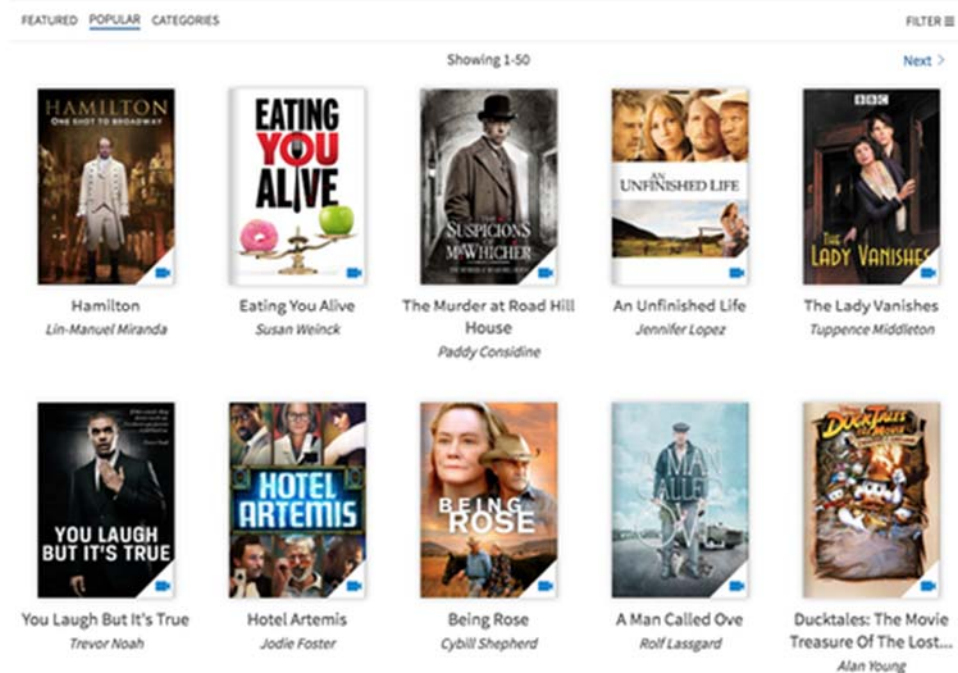 FEATURED POPULAR CATEGORIES
FILTER
Showing 1-50
Next >
HAMILTON
ONE SHOT TO BROADWAY
EATING
YOU
ALIVE
THE
SUSPICIONS
OF
MR WHICHER
AN
UNFINISHED LIFE
BBC
THE
LADY VANISHES
Hamilton
Lin-Manuel Miranda
Eating You Alive
Susan Weinck
The Murder at Road Hill
House
Paddy Considine
An Unfinished Life
Jennifer Lopez
The Lady Vanishes
Tuppence Middleton
YOU LAUGH
BUT IT'S TRUE
HOTEL
ARTEMIS
BEING
ROSE
A MAN
CALLED
OVE
DUCKTALES
THE MOVIE
You Laugh But It's True
Trevor Noah
Hotel Artemis
Jodie Foster
Being Rose
Cybill Shepherd
A Man Called Ove
Rolf Lassgard
Ducktales: The Movie
Treasure Of The Lost...
Alan Young